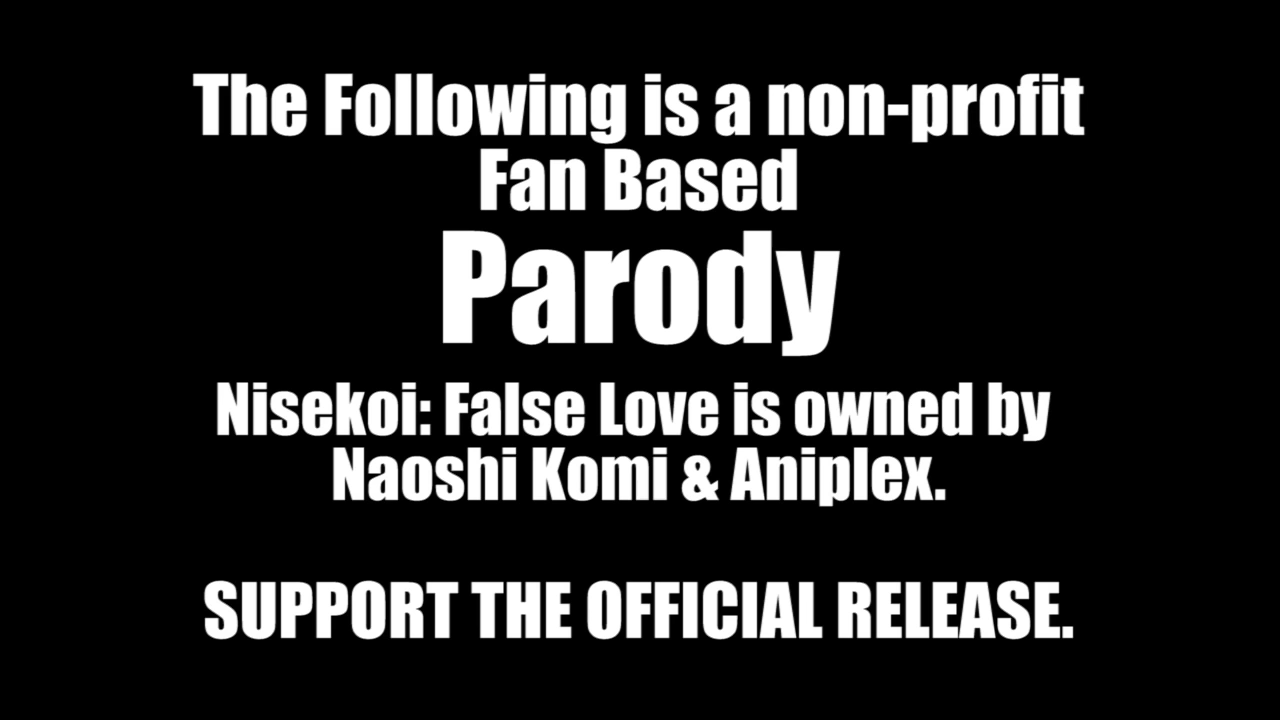 The Following is a non-profit
Fan Based
Parody
Nisekoi: False Love is owned by
Naoshi Komi & Aniplex.
SUPPORT THE OFFICIAL RELEASE.